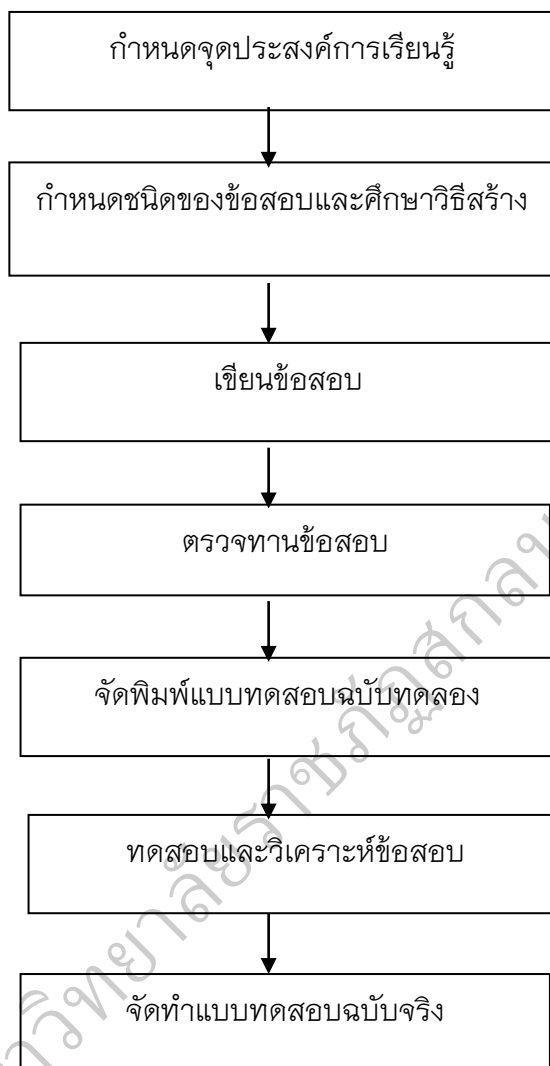 กำหนดจุดประสงค์การเรียนรู้
กำหนดชนิดของข้อสอบและศึกษาวิธีสร้าง
เขียนข้อสอบ
ตรวจทานข้อสอบ
จัดพิมพ์แบบทดสอบฉบับทดลอง
ทดสอบและวิเคราะห์ข้อสอบ
จัดทำแบบทดสอบฉบับจริง